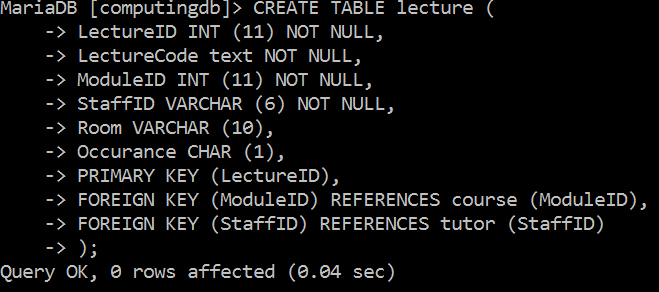 MariaDB [computingdb]> CREATE TABLE lecture (
    -> LectureID INT (11) NOT NULL,
    -> LectureCode text NOT NULL,
    -> ModuleID INT (11) NOT NULL,
    -> StaffID VARCHAR (6) NOT NULL,
    -> Room VARCHAR (10),
    -> Occurance CHAR (1),
    -> PRIMARY KEY (LectureID),
    -> FOREIGN KEY (ModuleID) REFERENCES course (ModuleID),
    -> FOREIGN KEY (StaffID) REFERENCES tutor (StaffID)
    -> );
Query OK, 0 rows affected (0.04 sec)